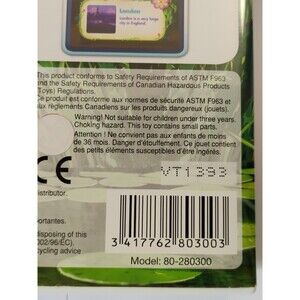 London
London is a very large
city in England.
This product conforms to Safety Requirements of ASTM F963
and the Safety Requirements of Canadian Hazardous Products
(Toys) Regulations.
Ce produit est conforme aux normes de sécurité ASTM F963 et
aux règlements Canadiens sur les produits dangereux (jouets).
Warning! Not suitable for children under three years.
Choking hazard. This toy contains small parts.
Attention ! Ne convient pas aux enfants de moins
de 36 mois. Danger d'étouffement. Ce jouet contient
des petits éléments susceptibles d'être ingérés.
CE
VT1393
distributor.
portantes.
disposing of this
002/96/EC),
cycling advice
3 417762 803003
Model: 80-280300